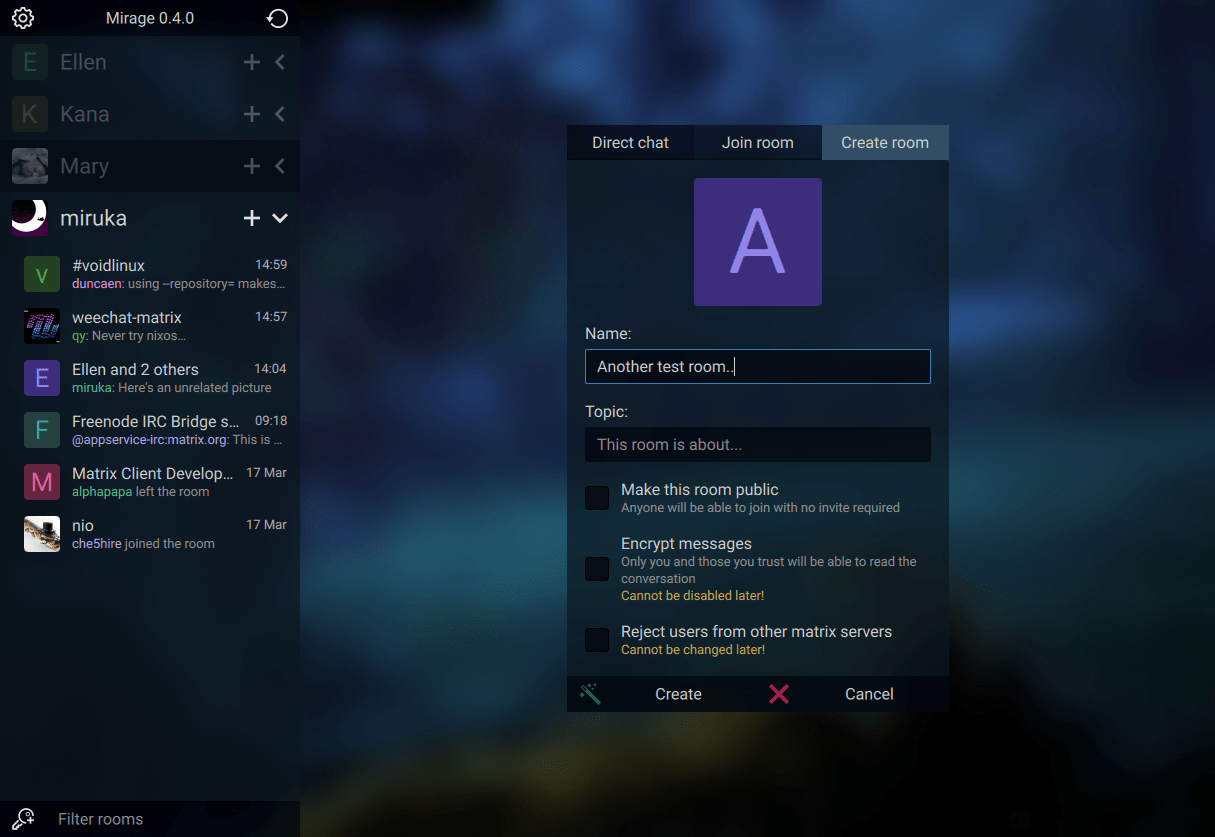 Mirage 0.4.0
E Ellen
K Kana
Mary
miruka
v #voidlinux 14:59
duncaen: using --repository= makes...
weechat-matrix 14:57
qy: Never try nixos...
E Ellen and 2 others 14:04
miruka: Here's an unrelated picture
F Freenode IRC Bridge s... 09:18
@appservice-irc:matrix.org: This is ...
M Matrix Client Develop... 17 Mar
alphapapa left the room
nio 17 Mar
che5hire joined the room
Filter rooms
Direct chat Join room Create room
A
Name:
Another test room..
Topic:
This room is about...
Make this room public
Anyone will be able to join with no invite required
Encrypt messages
Only you and those you trust will be able to read the
conversation
Cannot be disabled later!
Reject users from other matrix servers
Cannot be changed later!
Create Cancel